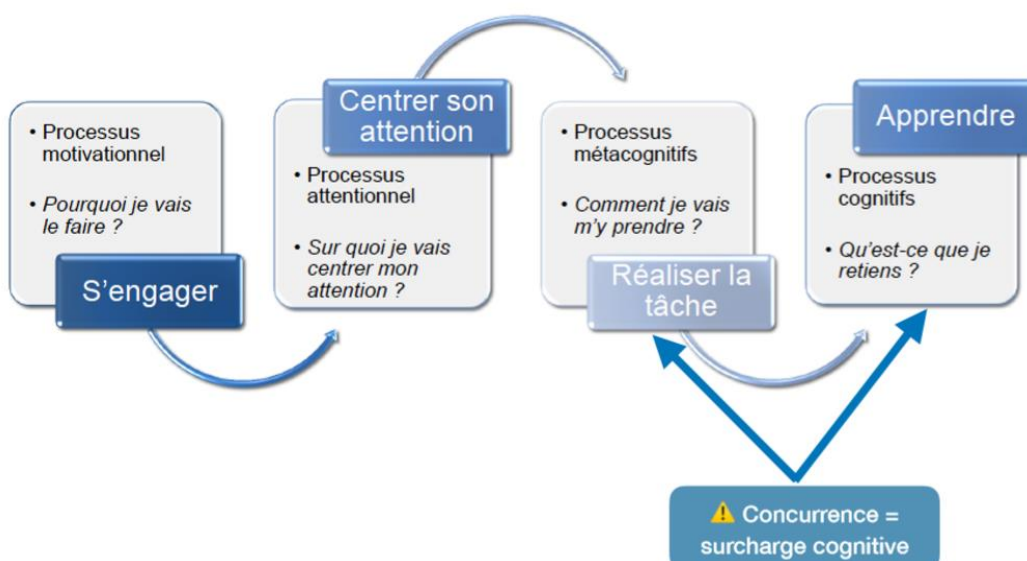 • Processus
motivationnel
• Pourquoi je vais
le faire ?
S’engager
Centrer son
attention
• Processus
attentionnel
• Sur quoi je vais
centrer mon
attention ?
• Processus
métacognitifs
• Comment je vais
m’y prendre ?
Réaliser la
tâche
Apprendre
• Processus
cognitifs
• Qu’est-ce que je
retiens ?
⚠ Concurrence =
surcharge cognitive